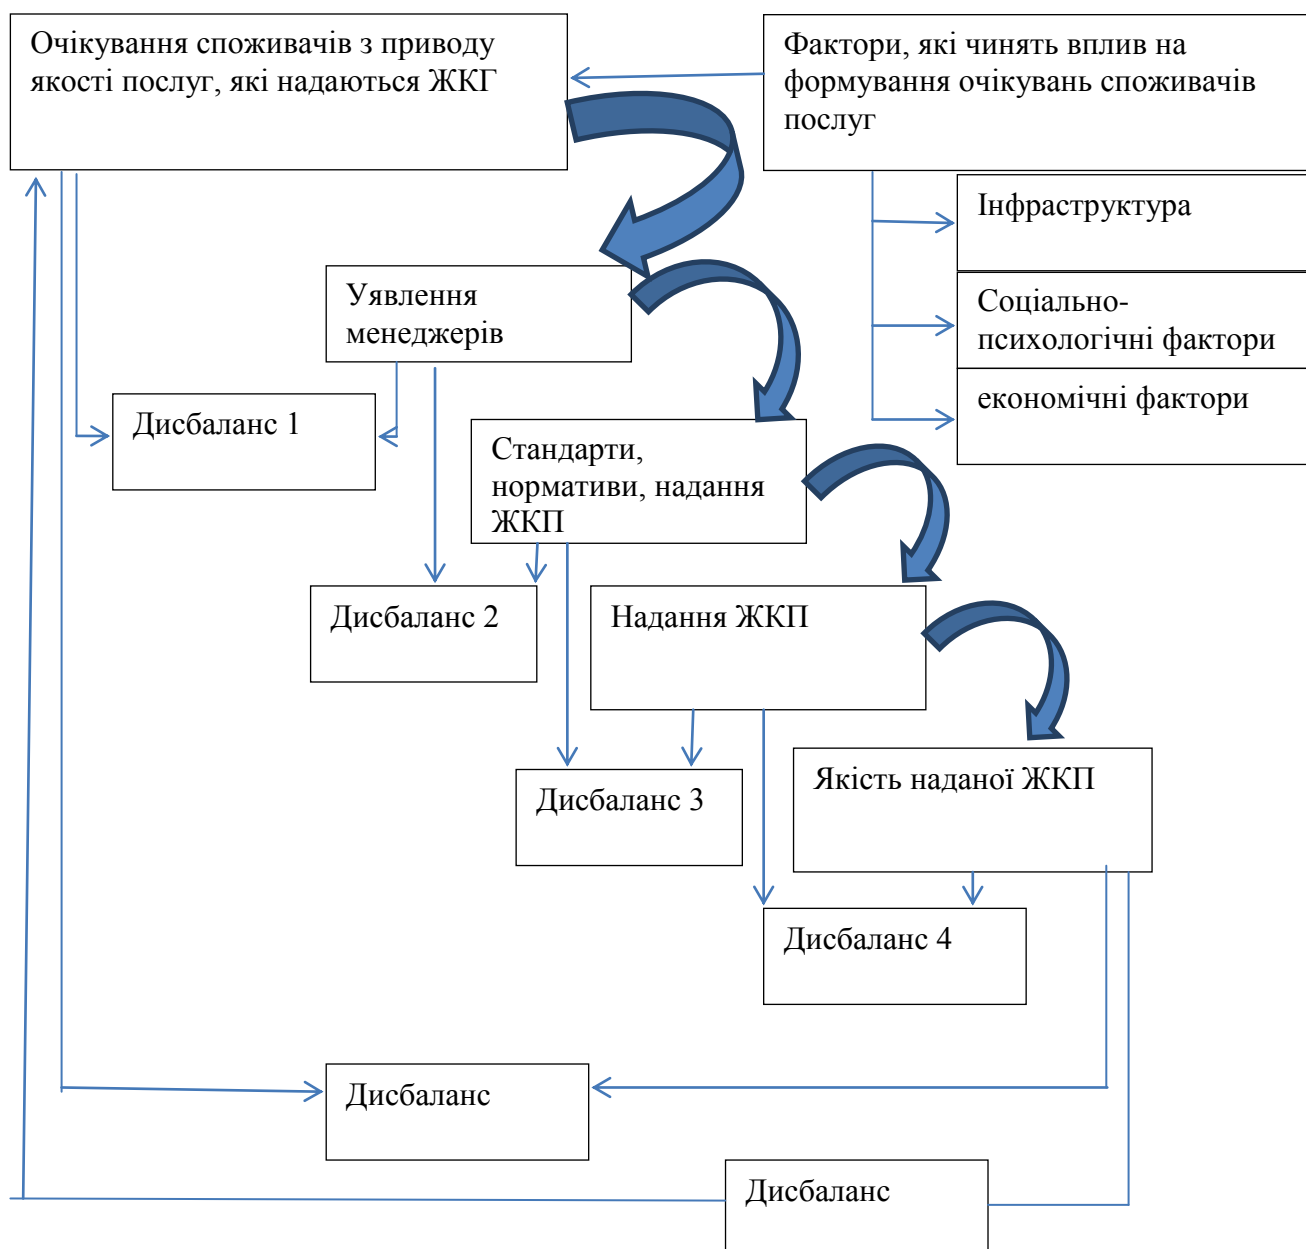 Очікування споживачів з приводу
якості послуг, які надаються ЖКГ
Фактори, які чинять вплив на
формування очікувань споживачів
послуг
Інфраструктура
Соціально-
психологічні фактори
економічні фактори
Уявлення
менеджерів
Дисбаланс 1
Стандарти,
нормативи, надання
ЖКП
Дисбаланс 2
Надання ЖКП
Дисбаланс 3
Якість наданої ЖКП
Дисбаланс 4
Дисбаланс
Дисбаланс